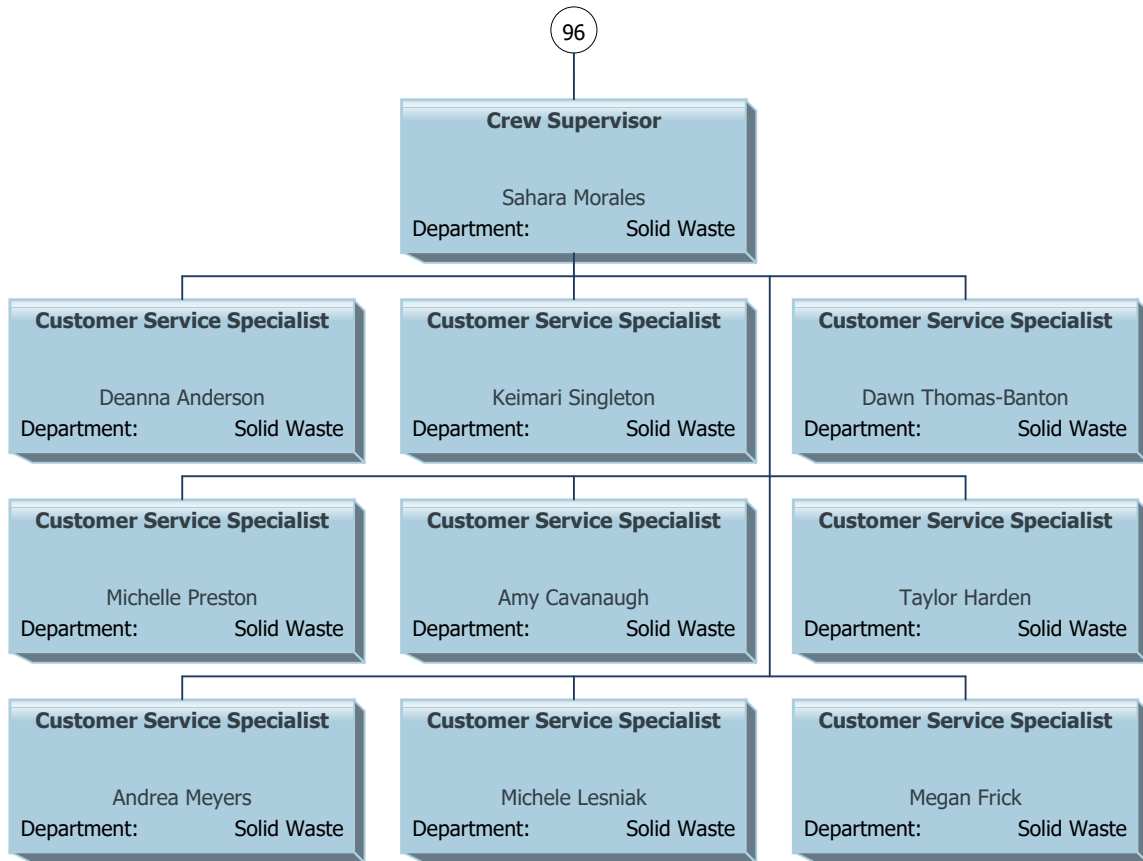 96
Crew Supervisor
Sahara Morales
Department: Solid Waste
Customer Service Specialist
Deanna Anderson
Department: Solid Waste
Customer Service Specialist
Keimari Singleton
Department: Solid Waste
Customer Service Specialist
Dawn Thomas-Banton
Department: Solid Waste
Customer Service Specialist
Michelle Preston
Department: Solid Waste
Customer Service Specialist
Amy Cavanaugh
Department: Solid Waste
Customer Service Specialist
Taylor Harden
Department: Solid Waste
Customer Service Specialist
Andrea Meyers
Department: Solid Waste
Customer Service Specialist
Michele Lesniak
Department: Solid Waste
Customer Service Specialist
Megan Frick
Department: Solid Waste